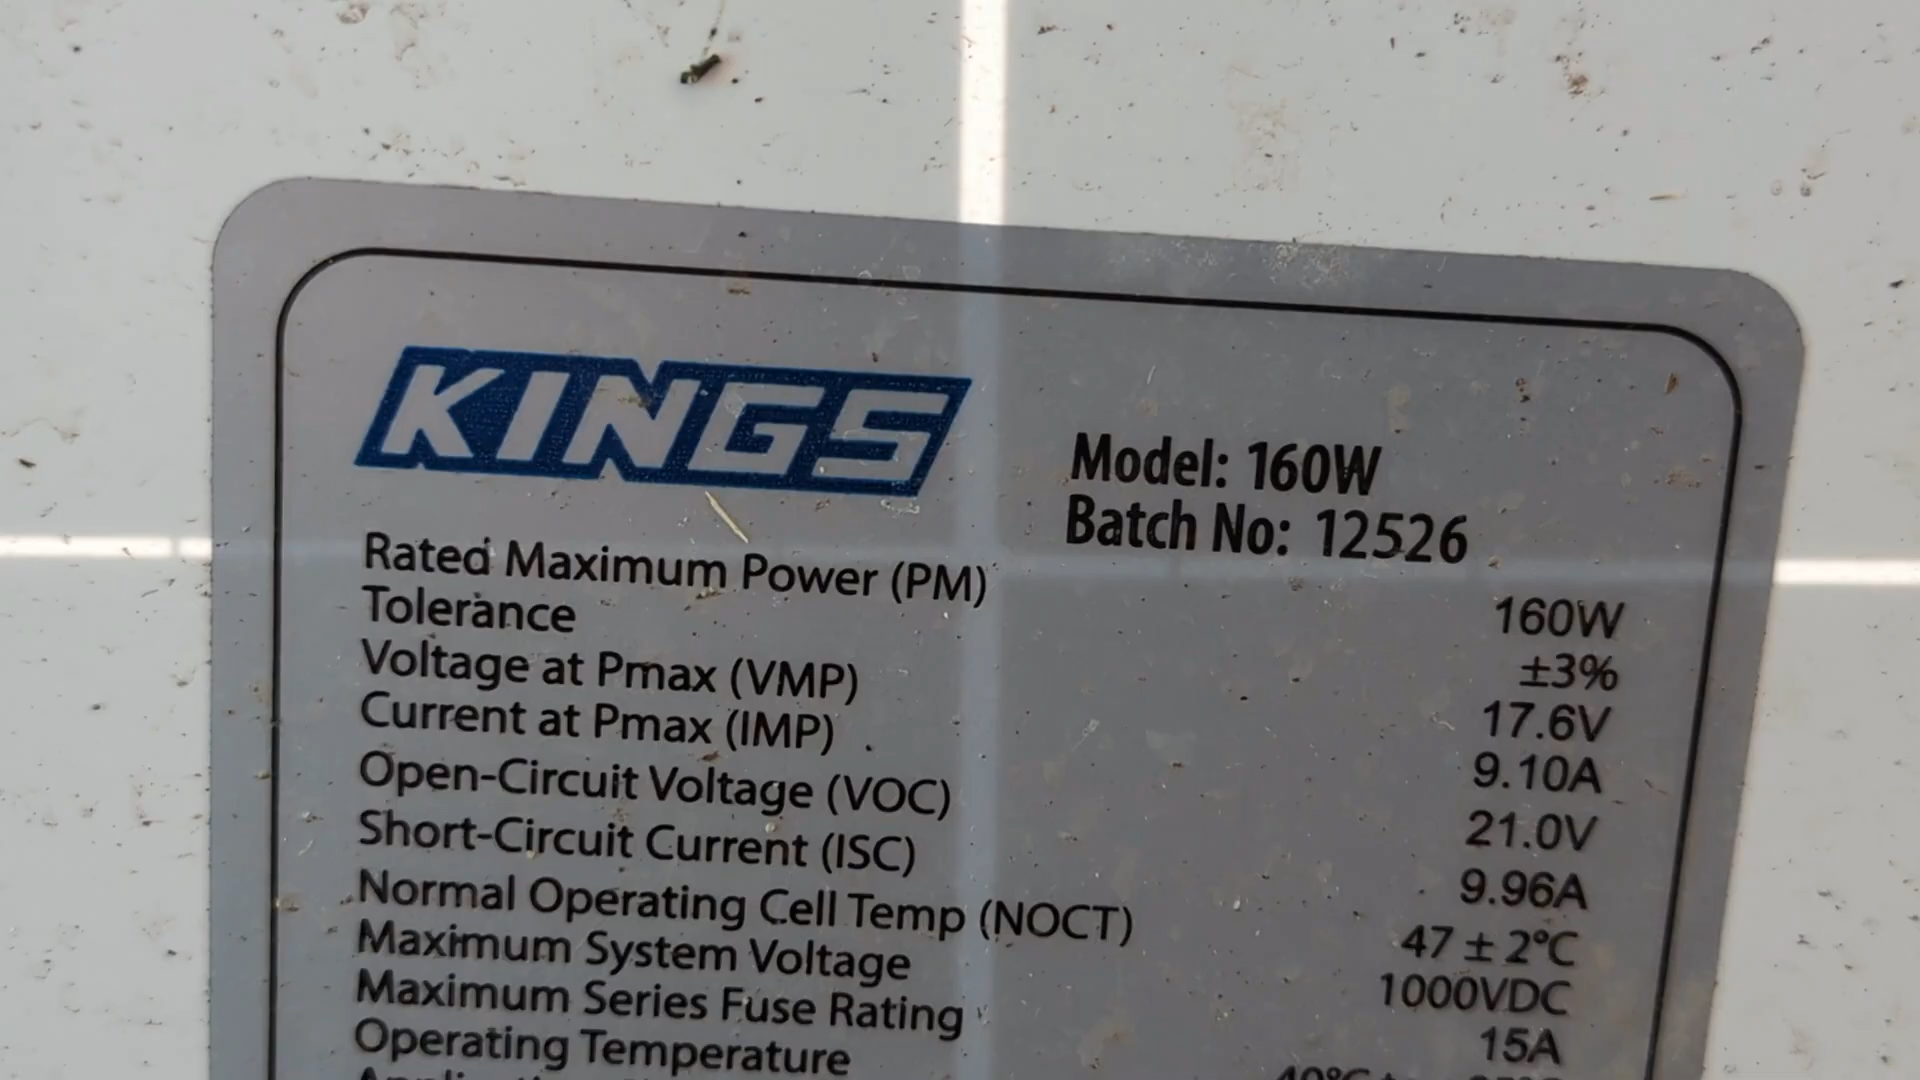 KINGS
Model: 160W
Batch No: 12526
Rated Maximum Power (PM) 160W
Tolerance ±3%
Voltage at Pmax (VMP) 17.6V
Current at Pmax (IMP) 9.10A
Open-Circuit Voltage (VOC) 21.0V
Short-Circuit Current (ISC) 9.96A
Normal Operating Cell Temp (NOCT) 47 ± 2°C
Maximum System Voltage 1000VDC
Maximum Series Fuse Rating 15A
Operating Temperature